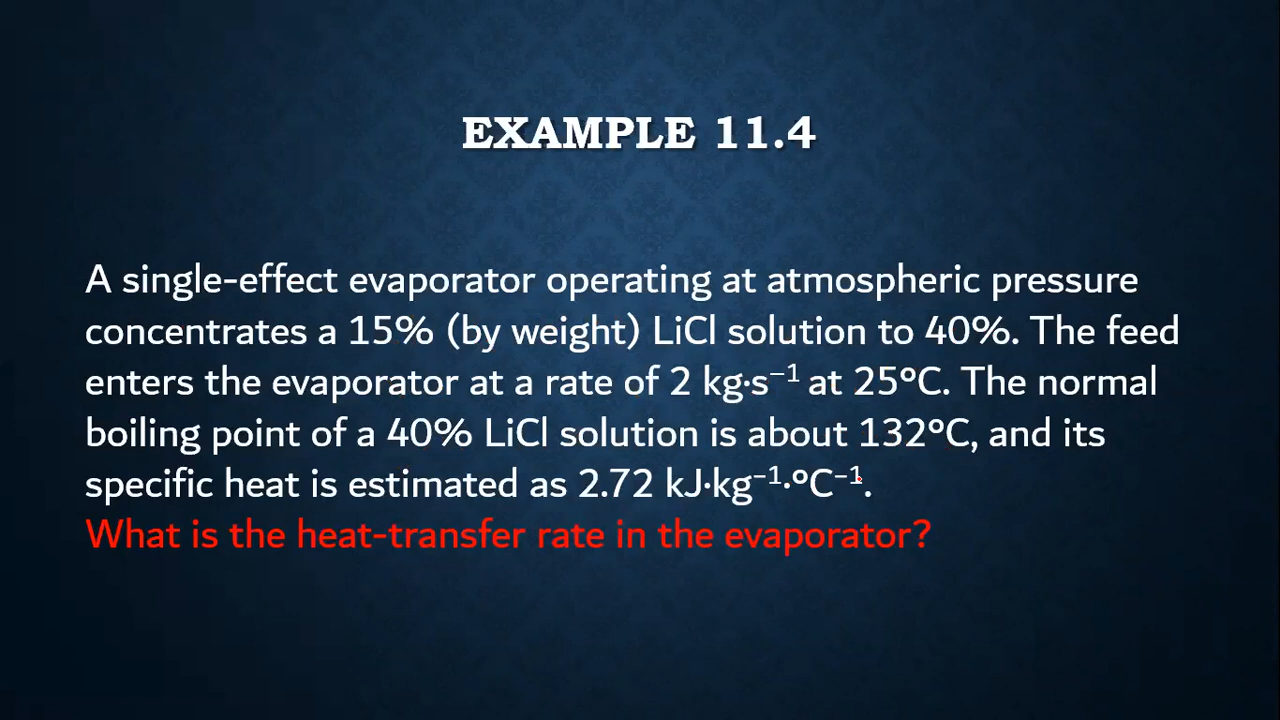 EXAMPLE 11.4
A single-effect evaporator operating at atmospheric pressure
concentrates a 15% (by weight) LiCl solution to 40%. The feed
enters the evaporator at a rate of 2 kg·s⁻¹ at 25°C. The normal
boiling point of a 40% LiCl solution is about 132°C, and its
specific heat is estimated as 2.72 kJ·kg⁻¹·°C⁻¹.
What is the heat-transfer rate in the evaporator?